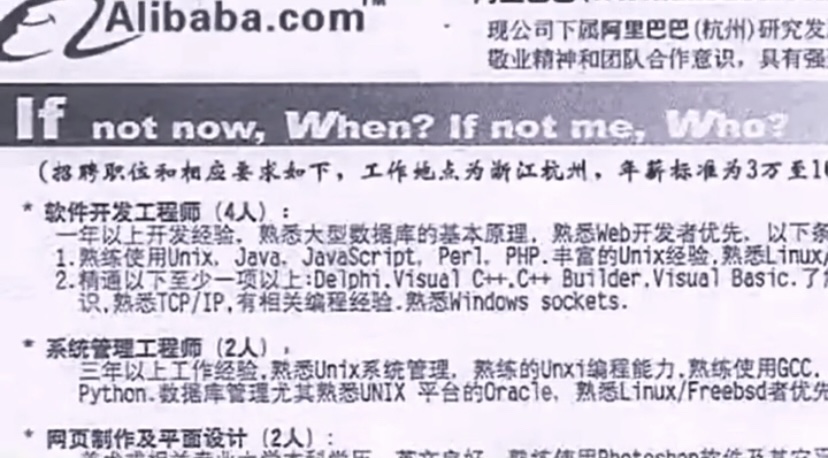 Alibaba.com™
现公司下属阿里巴巴(杭州)研究发
敬业精神和团队合作意识，具有强
If not now, When? If not me, Who?
(招聘职位和相应要求如下，工作地点为浙江杭州，年薪标准为3万至10
* 软件开发工程师（4人）:
一年以上开发经验，熟悉大型数据库的基本原理，熟悉Web开发者优先，以下条
1.熟练使用Unix, Java, JavaScript, Perl, PHP.丰富的Unix经验,熟悉Linux/
2.精通以下至少一项以上:Delphi.Visual C++.C++ Builder.Visual Basic.了
识,熟悉TCP/IP,有相关编程经验.熟悉Windows sockets.
* 系统管理工程师（2人），
三年以上工作经验.熟悉Unix系统管理, 熟练的Unxi编程能力.熟练使用GCC,
Python.数据库管理尤其熟悉UNIX 平台的Oracle, 熟悉Linux/Freebsd者优先
* 网页制作及平面设计（2人）: